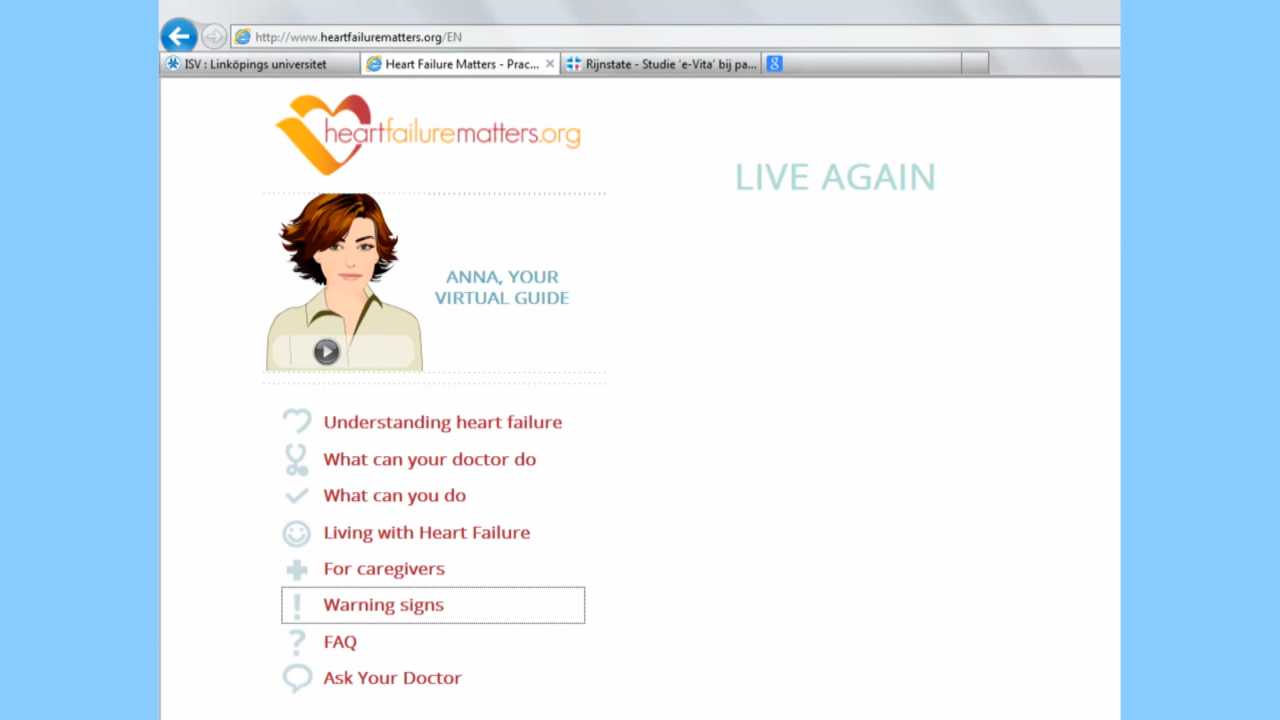 http://www.heartfailurematters.org/EN
ISV : Linköpings universitet
Heart Failure Matters - Prac...
Rijnstate - Studie 'e-Vita' bij pa...
heartfailurematters.org
LIVE AGAIN
ANNA, YOUR
VIRTUAL GUIDE
Understanding heart failure
What can your doctor do
What can you do
Living with Heart Failure
For caregivers
Warning signs
FAQ
Ask Your Doctor